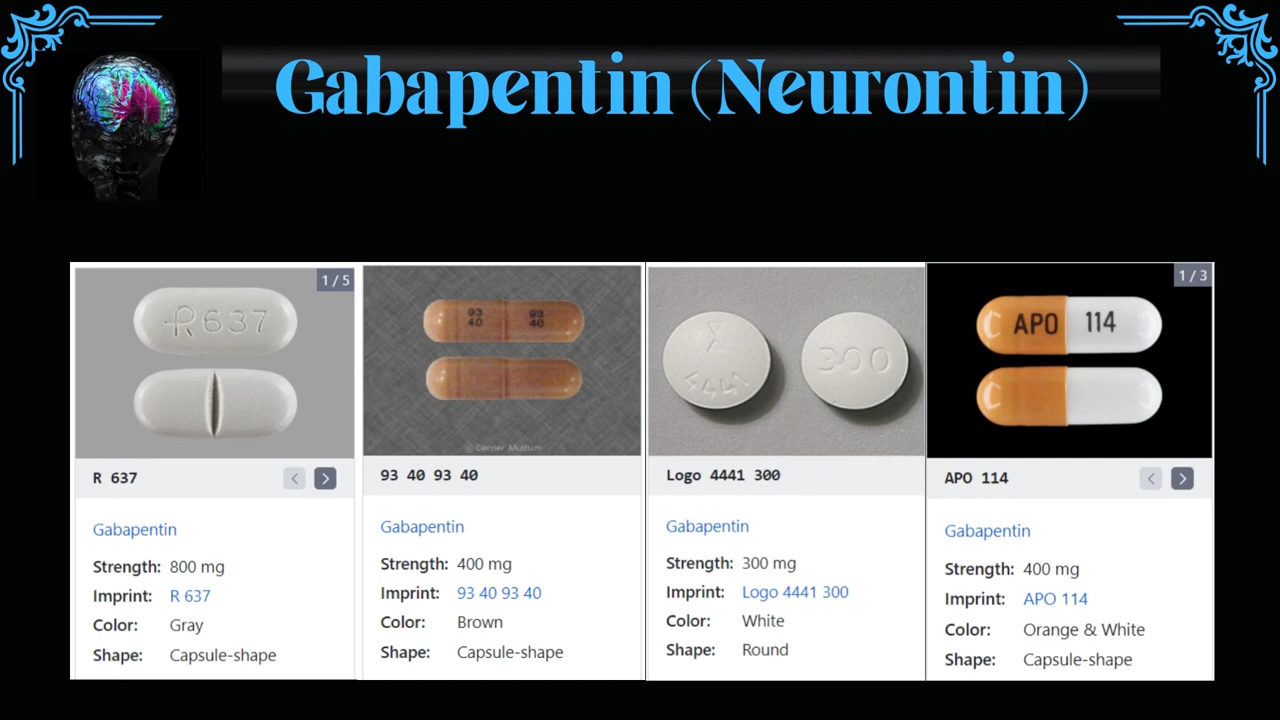 Gabapentin (Neurontin)
1 / 5
R637
R 637
Gabapentin
Strength: 800 mg
Imprint: R 637
Color: Gray
Shape: Capsule-shape
93 93
40 40
©Cerner Multum
93 40 93 40
Gabapentin
Strength: 400 mg
Imprint: 93 40 93 40
Color: Brown
Shape: Capsule-shape
4441
300
Logo 4441 300
Gabapentin
Strength: 300 mg
Imprint: Logo 4441 300
Color: White
Shape: Round
1 / 3
APO 114
APO 114
Gabapentin
Strength: 400 mg
Imprint: APO 114
Color: Orange & White
Shape: Capsule-shape